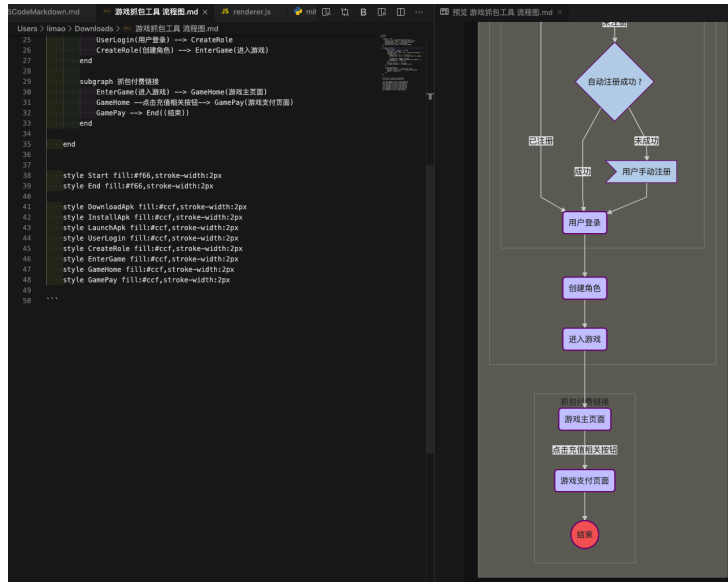 SCodeMarkdown.md
游戏抓包工具 流程图.md ×
JS renderer.js
mit
B
预览 游戏抓包工具 流程图.md ×
Users > limao > Downloads > 游戏抓包工具 流程图.md
25 UserLogin(用户登录) --> CreateRole
26 CreateRole(创建角色) --> EnterGame(进入游戏)
27 end
28
29 subgraph 抓包付费链接
30 EnterGame(进入游戏) --> GameHome(游戏主页面)
31 GameHome --点击充值相关按钮--> GamePay(游戏支付页面)
32 GamePay --> End((结束))
33 end
34
35 end
36
37
38 style Start fill:#f66,stroke-width:2px
39 style End fill:#f66,stroke-width:2px
40
41 style DownloadApk fill:#ccf,stroke-width:2px
42 style InstallApk fill:#ccf,stroke-width:2px
43 style LaunchApk fill:#ccf,stroke-width:2px
44 style UserLogin fill:#ccf,stroke-width:2px
45 style CreateRole fill:#ccf,stroke-width:2px
46 style EnterGame fill:#ccf,stroke-width:2px
47 style GameHome fill:#ccf,stroke-width:2px
48 style GamePay fill:#ccf,stroke-width:2px
49
50 ```
未注册
自动注册成功？
已注册
未成功
成功
用户手动注册
用户登录
创建角色
进入游戏
抓包付费链接
游戏主页面
点击充值相关按钮
游戏支付页面
结束